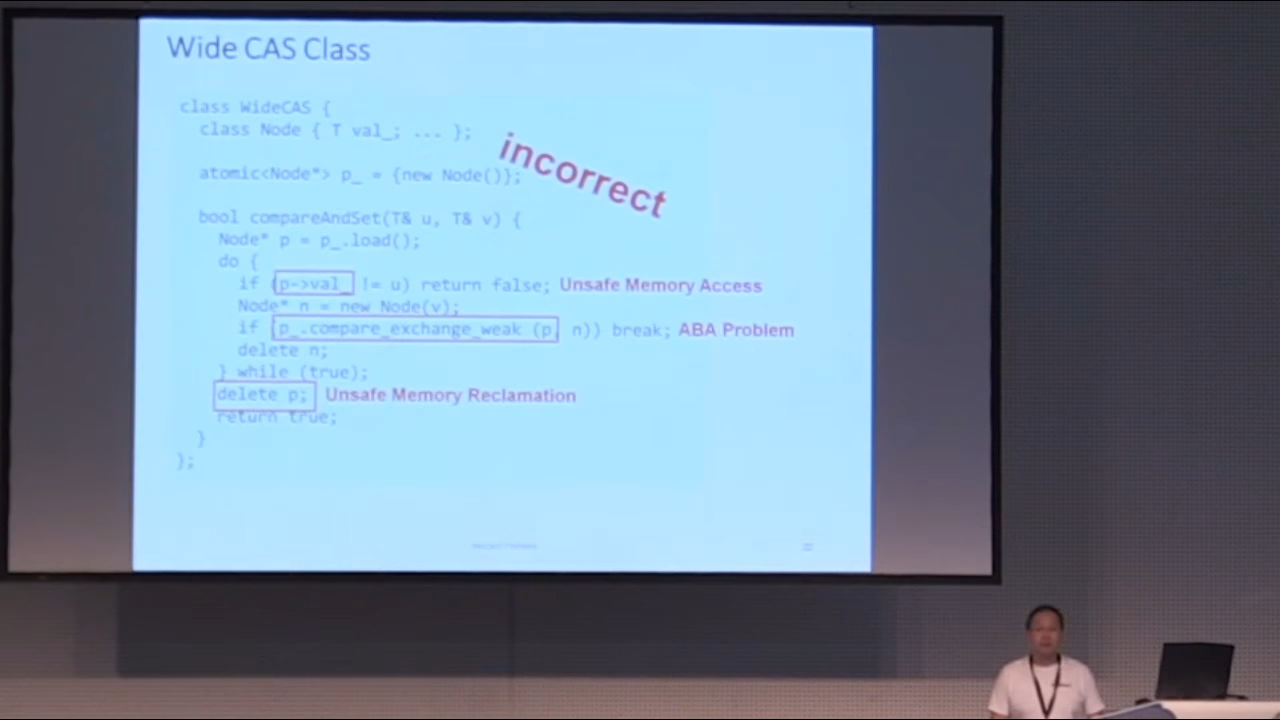 Wide CAS Class
class WideCAS {
class Node { T val_; ... };
incorrect
atomic<Node*> p_ = {new Node()};
bool compareAndSet(T& u, T& v) {
Node* p = p_.load();
do {
if (p->val_ != u) return false; Unsafe Memory Access
Node* n = new Node(v);
if (p_.compare_exchange_weak (p, n)) break; ABA Problem
delete n;
} while (true);
delete p; Unsafe Memory Reclamation
return true;
}
};